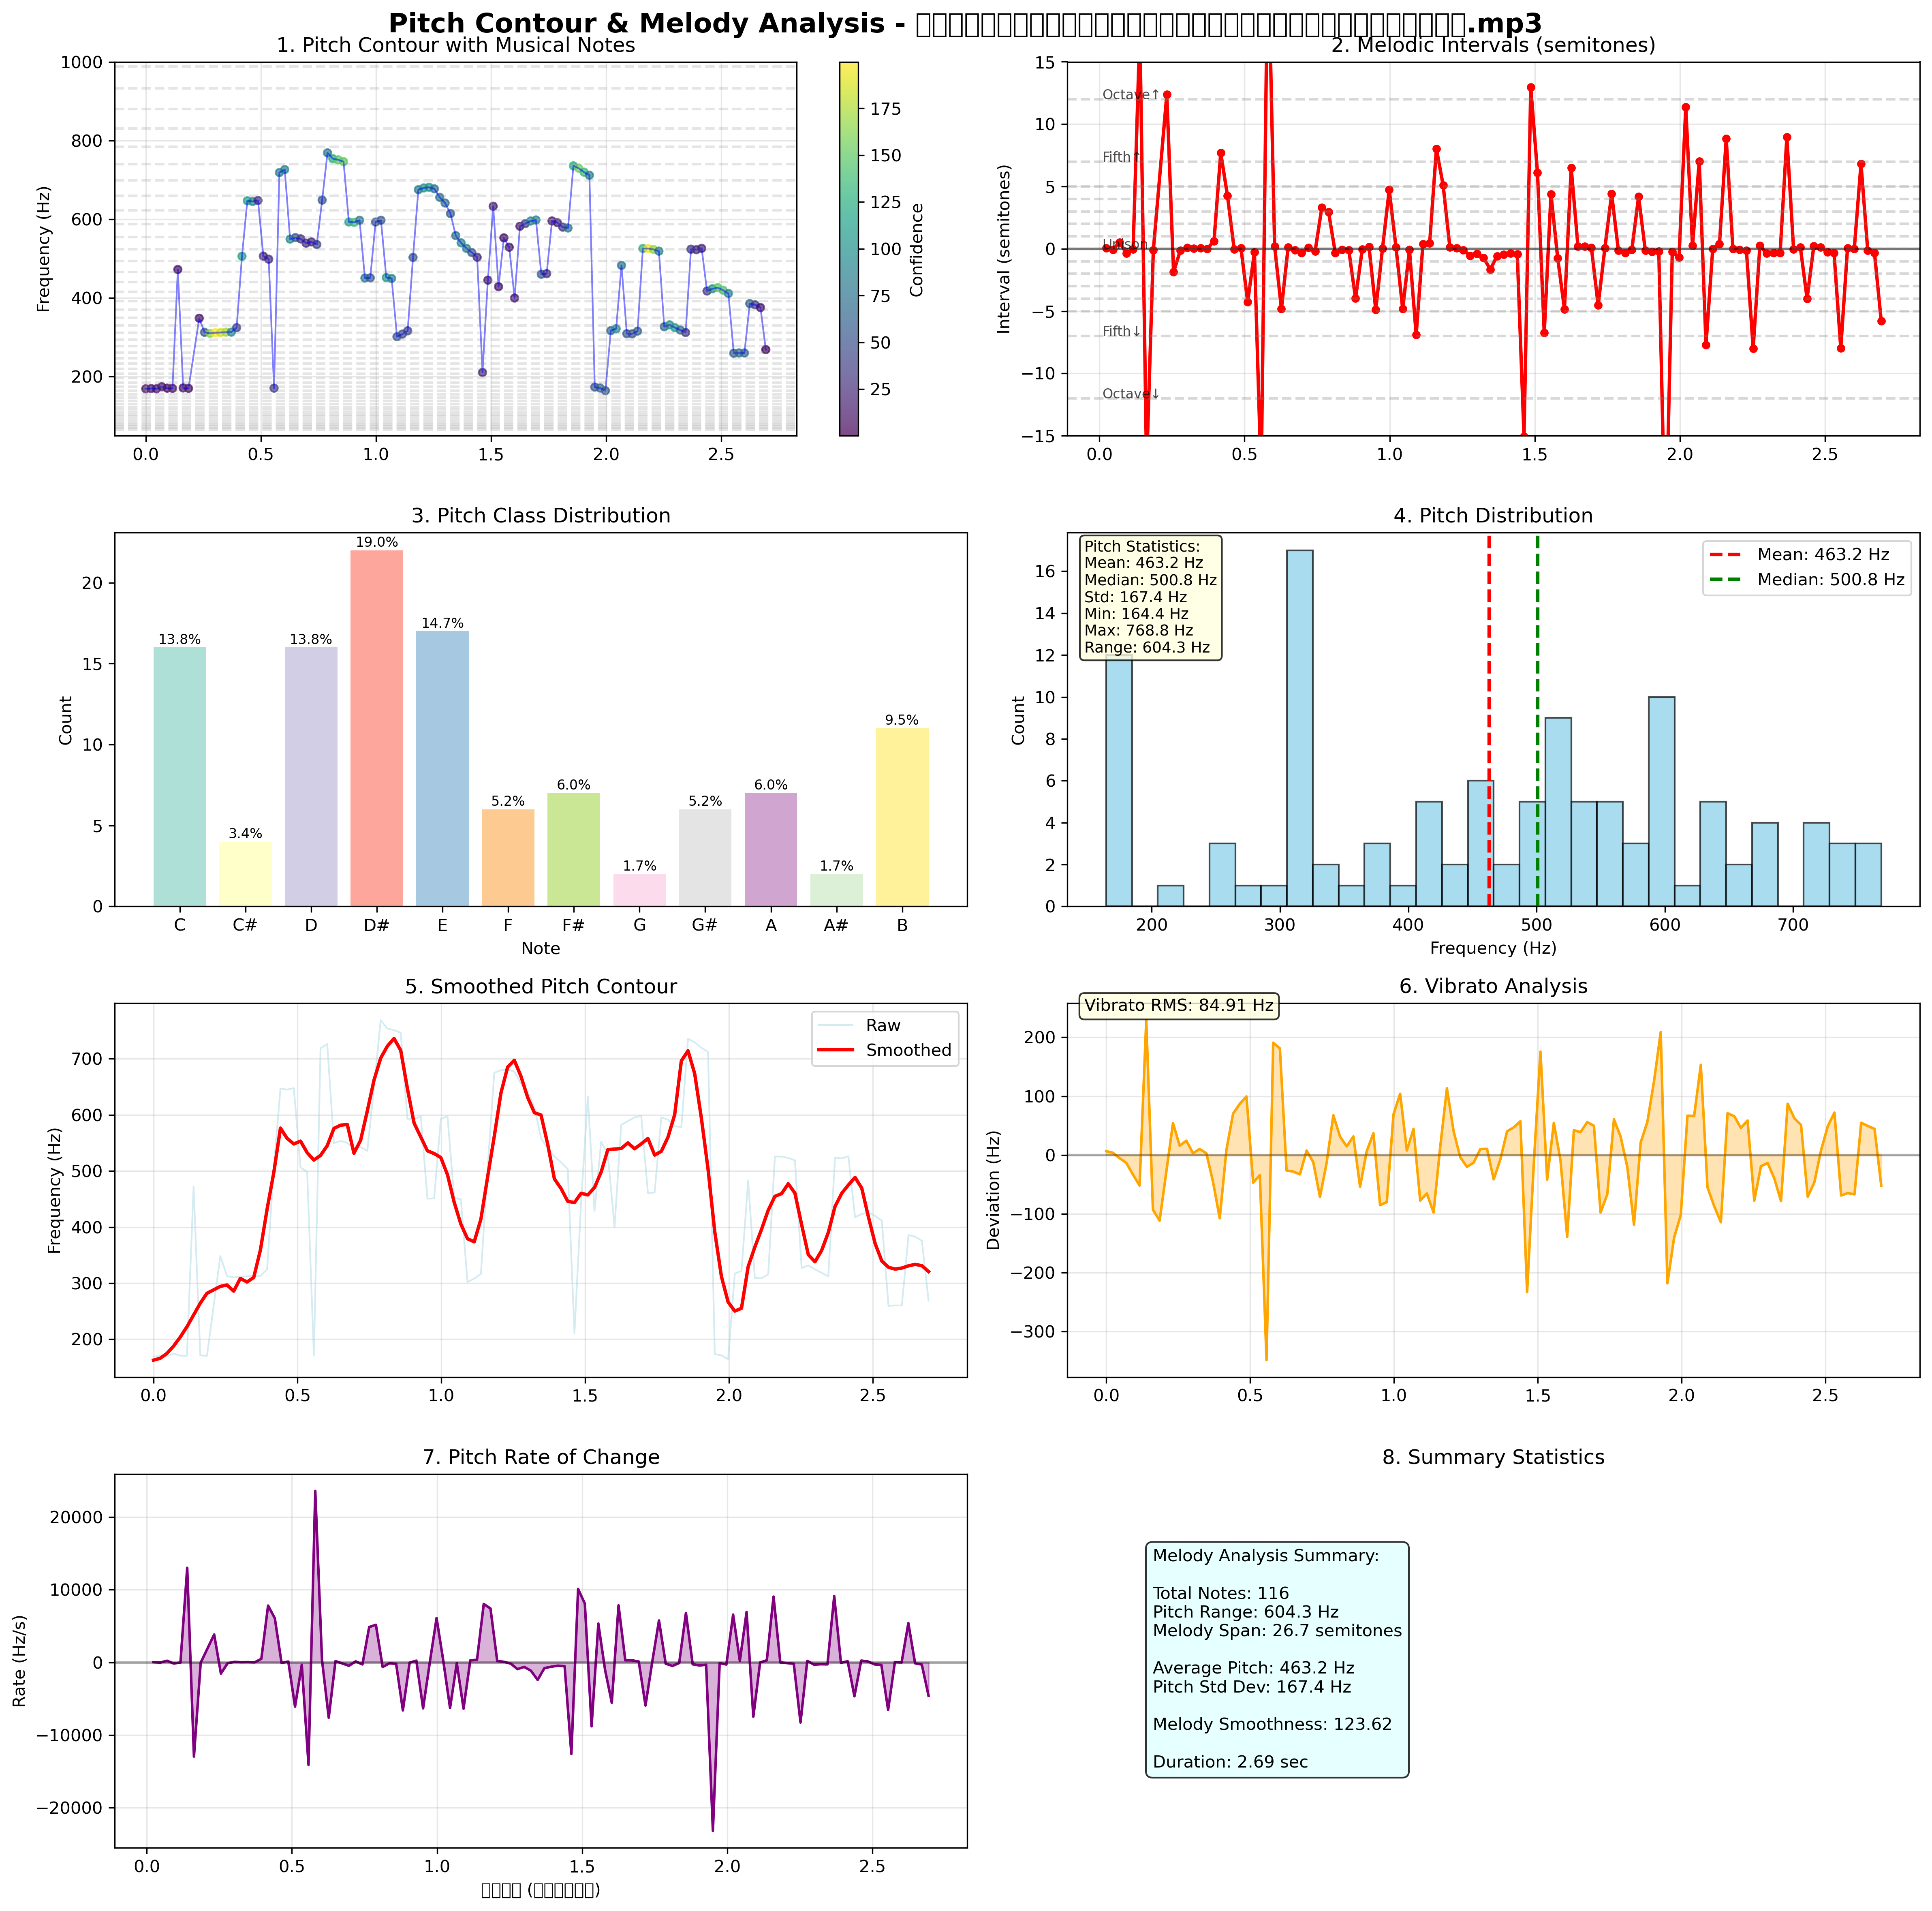 Pitch Contour & Melody Analysis - .mp3
1. Pitch Contour with Musical Notes
1000
800
600
400
200
Frequency (Hz)
0.0
0.5
1.0
1.5
2.0
2.5
175
150
125
100
75
50
25
Confidence
2. Melodic Intervals (semitones)
15
10
5
0
−5
−10
−15
Interval (semitones)
Octave↑
Fifth↑
Unison
Fifth↓
Octave↓
0.0
0.5
1.0
1.5
2.0
2.5
3. Pitch Class Distribution
20
15
10
5
0
Count
13.8%
3.4%
13.8%
19.0%
14.7%
5.2%
6.0%
1.7%
5.2%
6.0%
1.7%
9.5%
C
C#
D
D#
E
F
F#
G
G#
A
A#
B
Note
4. Pitch Distribution
16
14
12
10
8
6
4
2
0
Count
Pitch Statistics:
Mean: 463.2 Hz
Median: 500.8 Hz
Std: 167.4 Hz
Min: 164.4 Hz
Max: 768.8 Hz
Range: 604.3 Hz
Mean: 463.2 Hz
Median: 500.8 Hz
200
300
400
500
600
700
Frequency (Hz)
5. Smoothed Pitch Contour
700
600
500
400
300
200
Frequency (Hz)
Raw
Smoothed
0.0
0.5
1.0
1.5
2.0
2.5
6. Vibrato Analysis
Vibrato RMS: 84.91 Hz
200
100
0
−100
−200
−300
Deviation (Hz)
0.0
0.5
1.0
1.5
2.0
2.5
7. Pitch Rate of Change
20000
10000
0
−10000
−20000
Rate (Hz/s)
0.0
0.5
1.0
1.5
2.0
2.5
8. Summary Statistics
Melody Analysis Summary:
Total Notes: 116
Pitch Range: 604.3 Hz
Melody Span: 26.7 semitones
Average Pitch: 463.2 Hz
Pitch Std Dev: 167.4 Hz
Melody Smoothness: 123.62
Duration: 2.69 sec